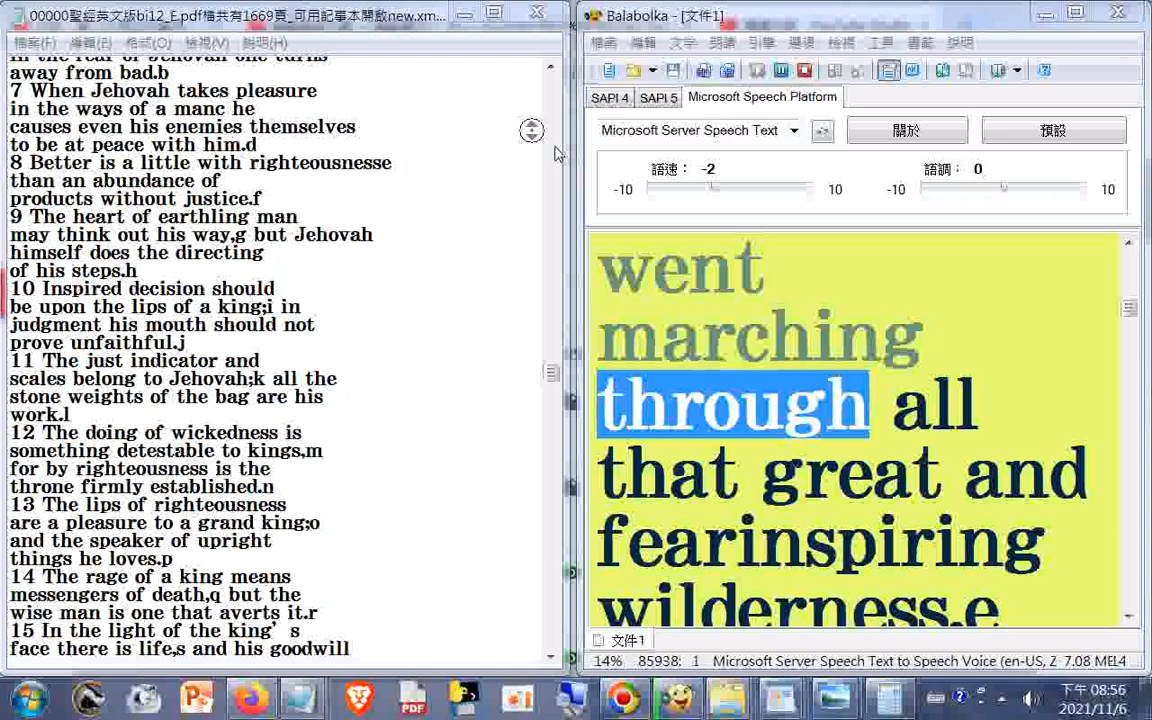 00000聖經英文版bi12_E.pdf檔共有1669頁_可用記事本開啟new.xm...
檔案(F) 編輯(E) 格式(O) 檢視(V) 說明(H)
in the fear of Jehovah one turns
away from bad.b
7 When Jehovah takes pleasure
in the ways of a manc he
causes even his enemies themselves
to be at peace with him.d
8 Better is a little with righteousnesse
than an abundance of
products without justice.f
9 The heart of earthling man
may think out his way,g but Jehovah
himself does the directing
of his steps.h
10 Inspired decision should
be upon the lips of a king;i in
judgment his mouth should not
prove unfaithful.j
11 The just indicator and
scales belong to Jehovah;k all the
stone weights of the bag are his
work.l
12 The doing of wickedness is
something detestable to kings,m
for by righteousness is the
throne firmly established.n
13 The lips of righteousness
are a pleasure to a grand king;o
and the speaker of upright
things he loves.p
14 The rage of a king means
messengers of death,q but the
wise man is one that averts it.r
15 In the light of the king’s
face there is life,s and his goodwill
Balabolka - [文件1]
檔案 編輯 文字 朗讀 引擎 選項 檢視 工具 書籤 說明
SAPI 4 SAPI 5 Microsoft Speech Platform
Microsoft Server Speech Text 關於 預設
語速： -2 語調： 0
-10 10 -10 10
went
marching
through all
that great and
fearinspiring
wilderness,e
文件1
14% 85938: 1 Microsoft Server Speech Text to Speech Voice (en-US, Z 7.08 MB
PDF
下午 08:56
2021/11/6